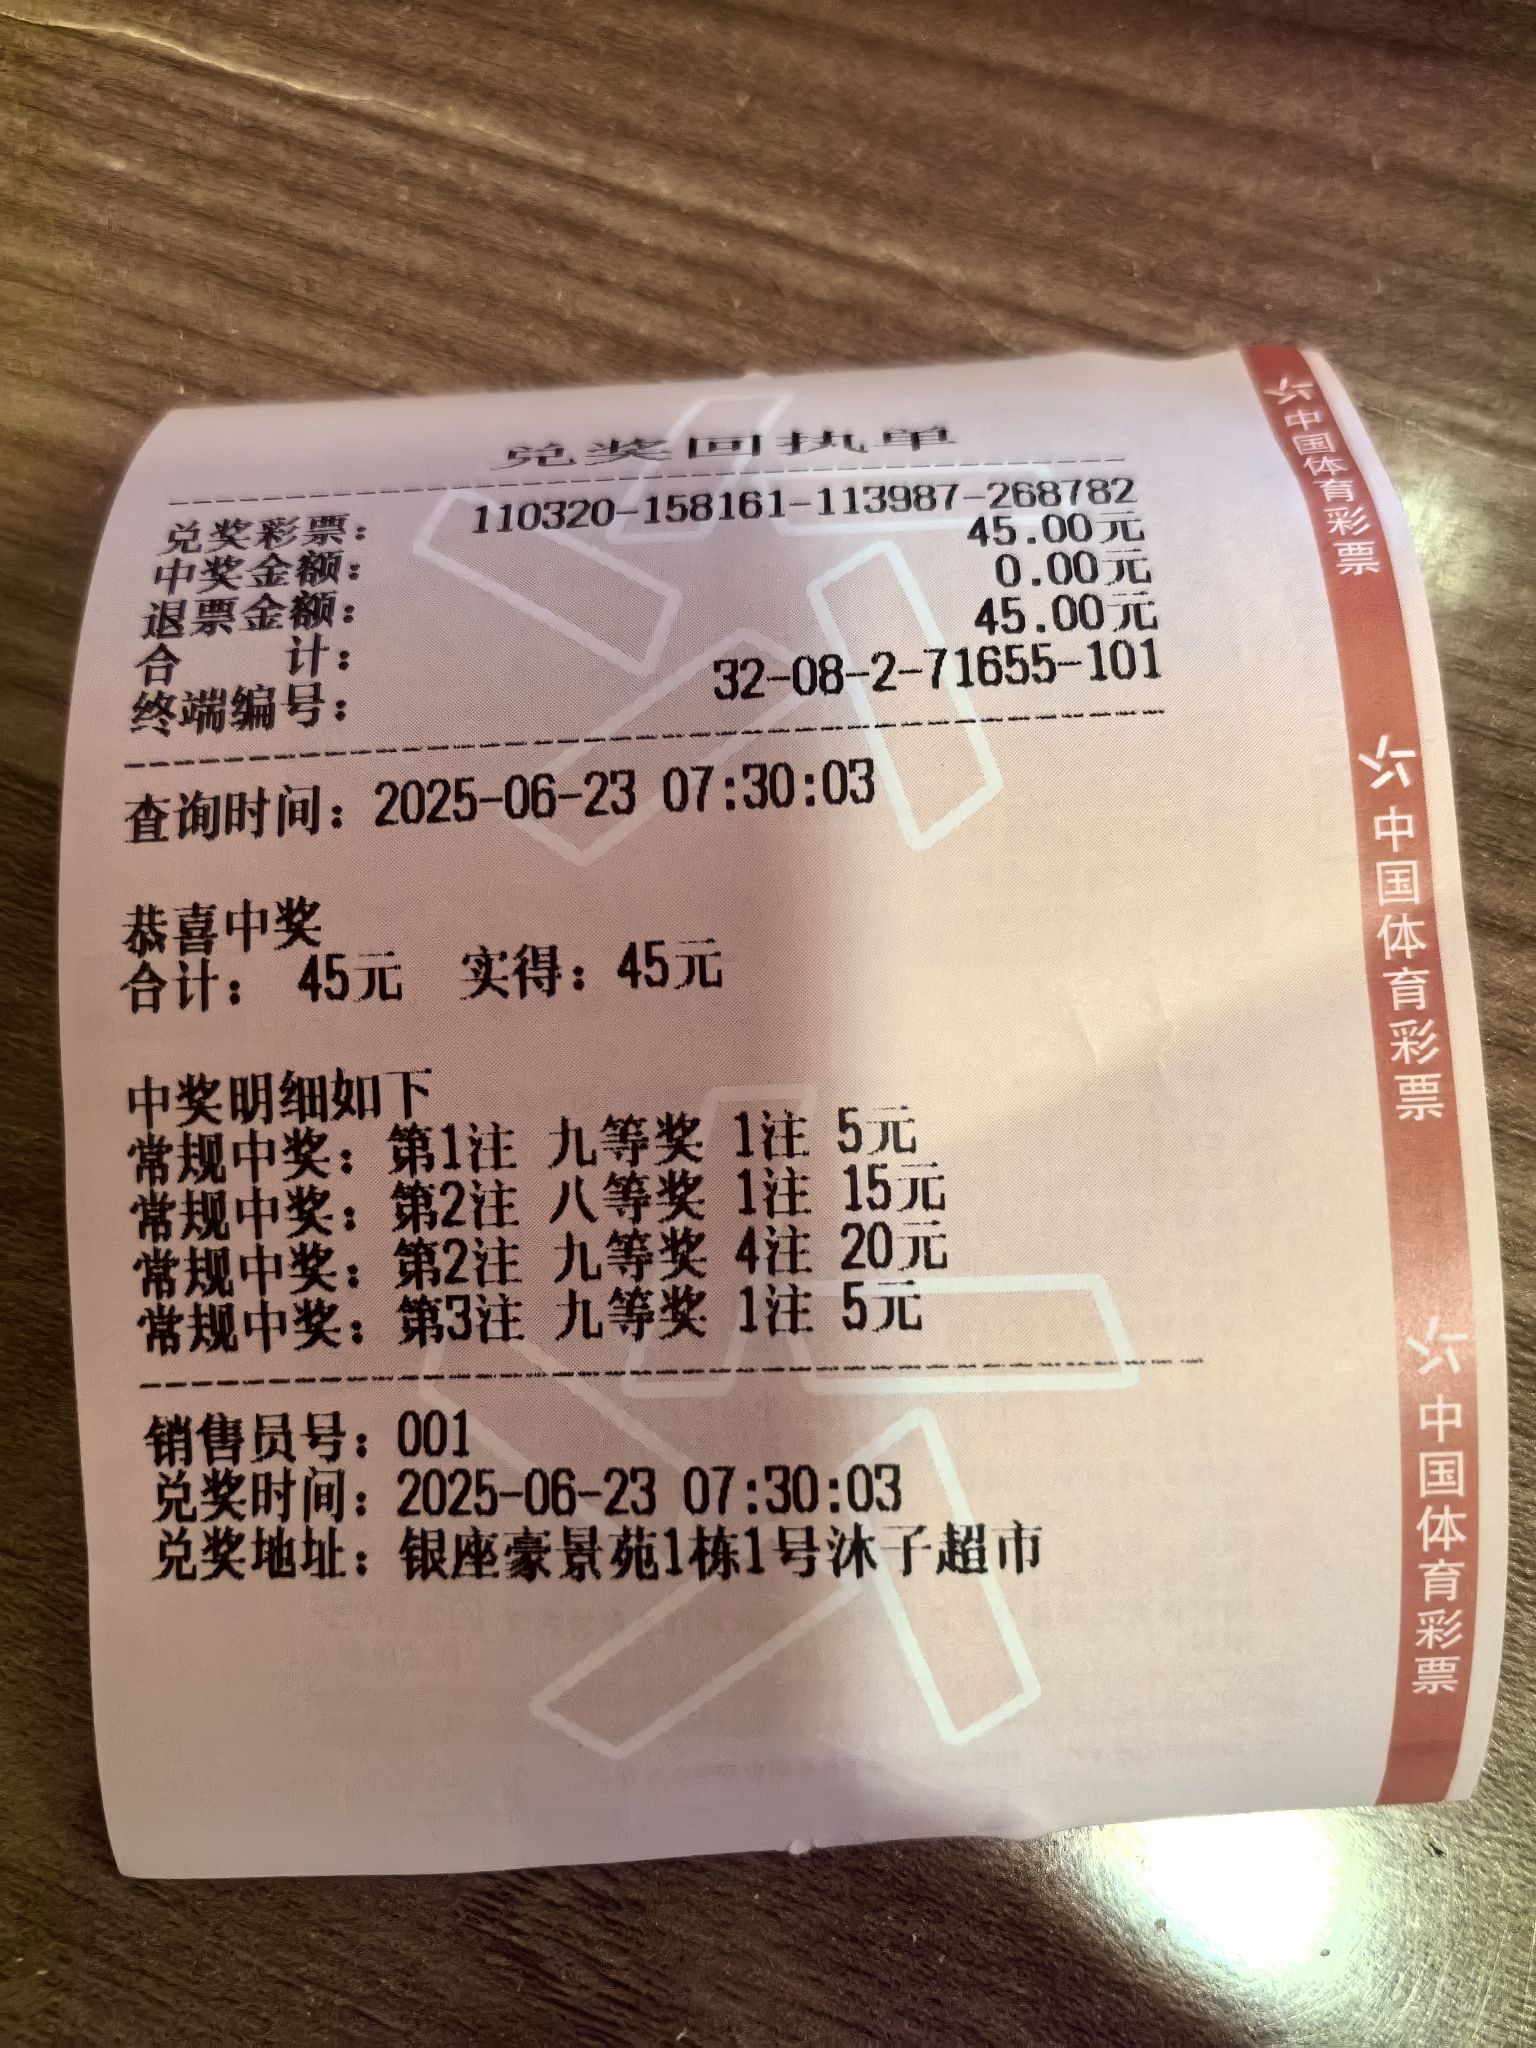 兑奖回执单
兑奖彩票： 110320-158161-113987-268782
中奖金额： 45.00元
退票金额： 0.00元
合 计： 45.00元
终端编号： 32-08-2-71655-101
查询时间：2025-06-23 07:30:03
恭喜中奖
合计： 45元 实得：45元
中奖明细如下
常规中奖：第1注 九等奖 1注 5元
常规中奖：第2注 八等奖 1注 15元
常规中奖：第2注 九等奖 4注 20元
常规中奖：第3注 九等奖 1注 5元
销售员号：001
兑奖时间：2025-06-23 07:30:03
兑奖地址：银座豪景苑1栋1号沐子超市
中国体育彩票
中国体育彩票
中国体育彩票